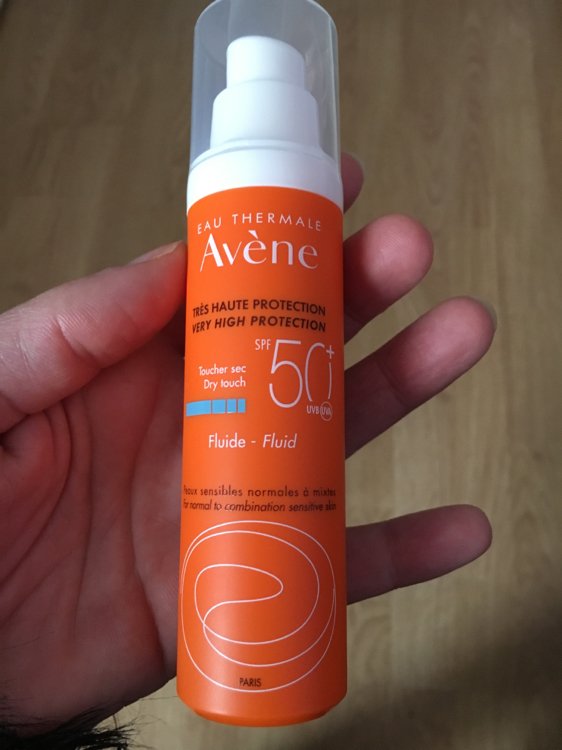 EAU THERMALE
Avène
TRÈS HAUTE PROTECTION
VERY HIGH PROTECTION
SPF 50+
Toucher sec
Dry touch
UVB UVA
Fluide - Fluid
Peaux sensibles normales à mixtes
For normal to combination sensitive skin
PARIS